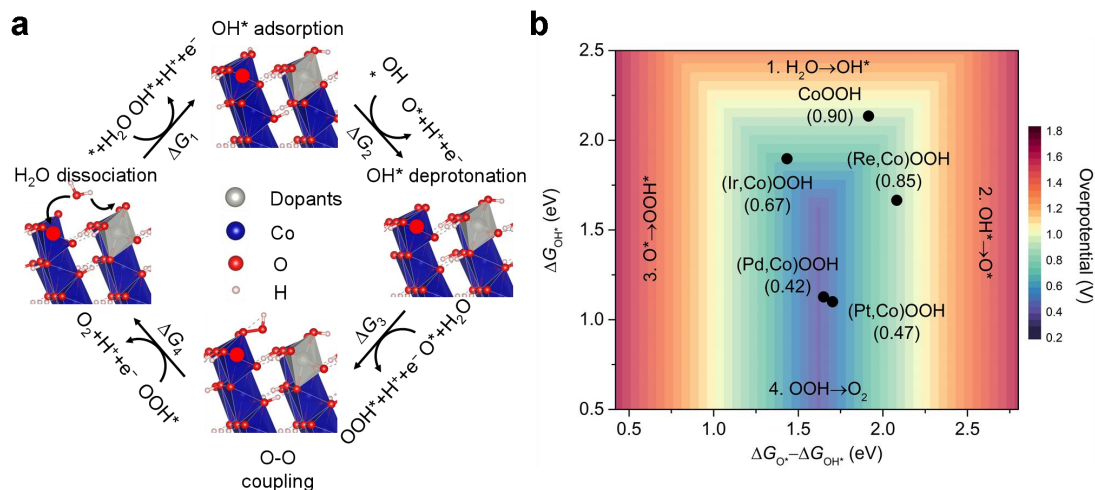 a
OH* adsorption
*+H₂O OH*+H⁺+e⁻
ΔG₁
* OH
O*+H⁺+e⁻
ΔG₂
H₂O dissociation
OH* deprotonation
Dopants
Co
O
H
ΔG₄
O₂+H⁺+e⁻ OOH*
ΔG₃
OOH*+H⁺+e⁻ O*+H₂O
O-O
coupling
b
2.5
2.0
1.5
1.0
0.5
ΔG_OH* (eV)
1. H₂O→OH*
CoOOH
(0.90)
(Re,Co)OOH
(0.85)
(Ir,Co)OOH
(0.67)
3. O*→OOH*
2. OH*→O*
(Pd,Co)OOH
(0.42)
(Pt,Co)OOH
(0.47)
4. OOH→O₂
0.5 1.0 1.5 2.0 2.5
ΔG_O*−ΔG_OH* (eV)
1.8
1.6
1.4
1.2
1.0
0.8
0.6
0.4
0.2
Overpotential (V)